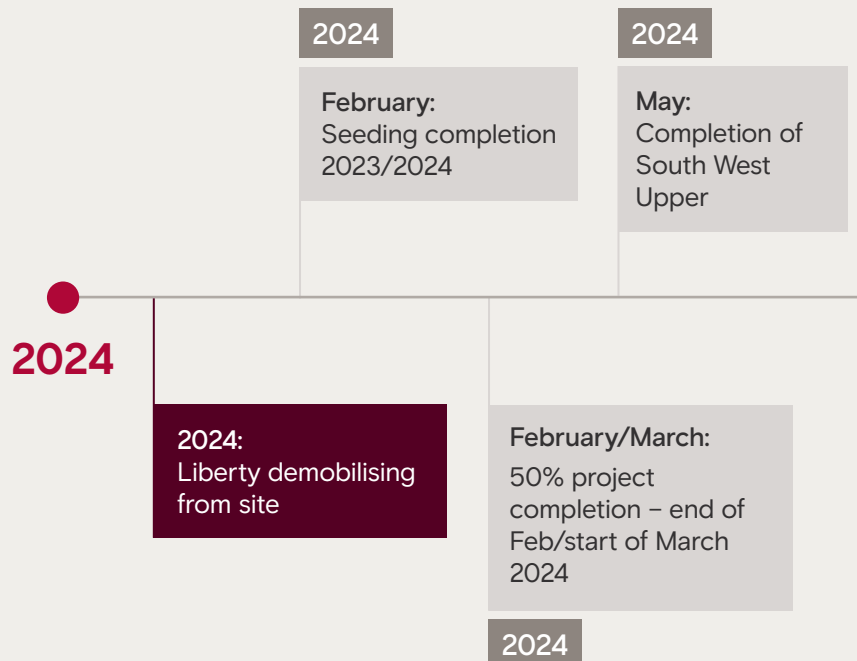 2024
February:
Seeding completion
2023/2024
2024
May:
Completion of
South West
Upper
2024
2024:
Liberty demobilising
from site
February/March:
50% project
completion – end of
Feb/start of March
2024
2024